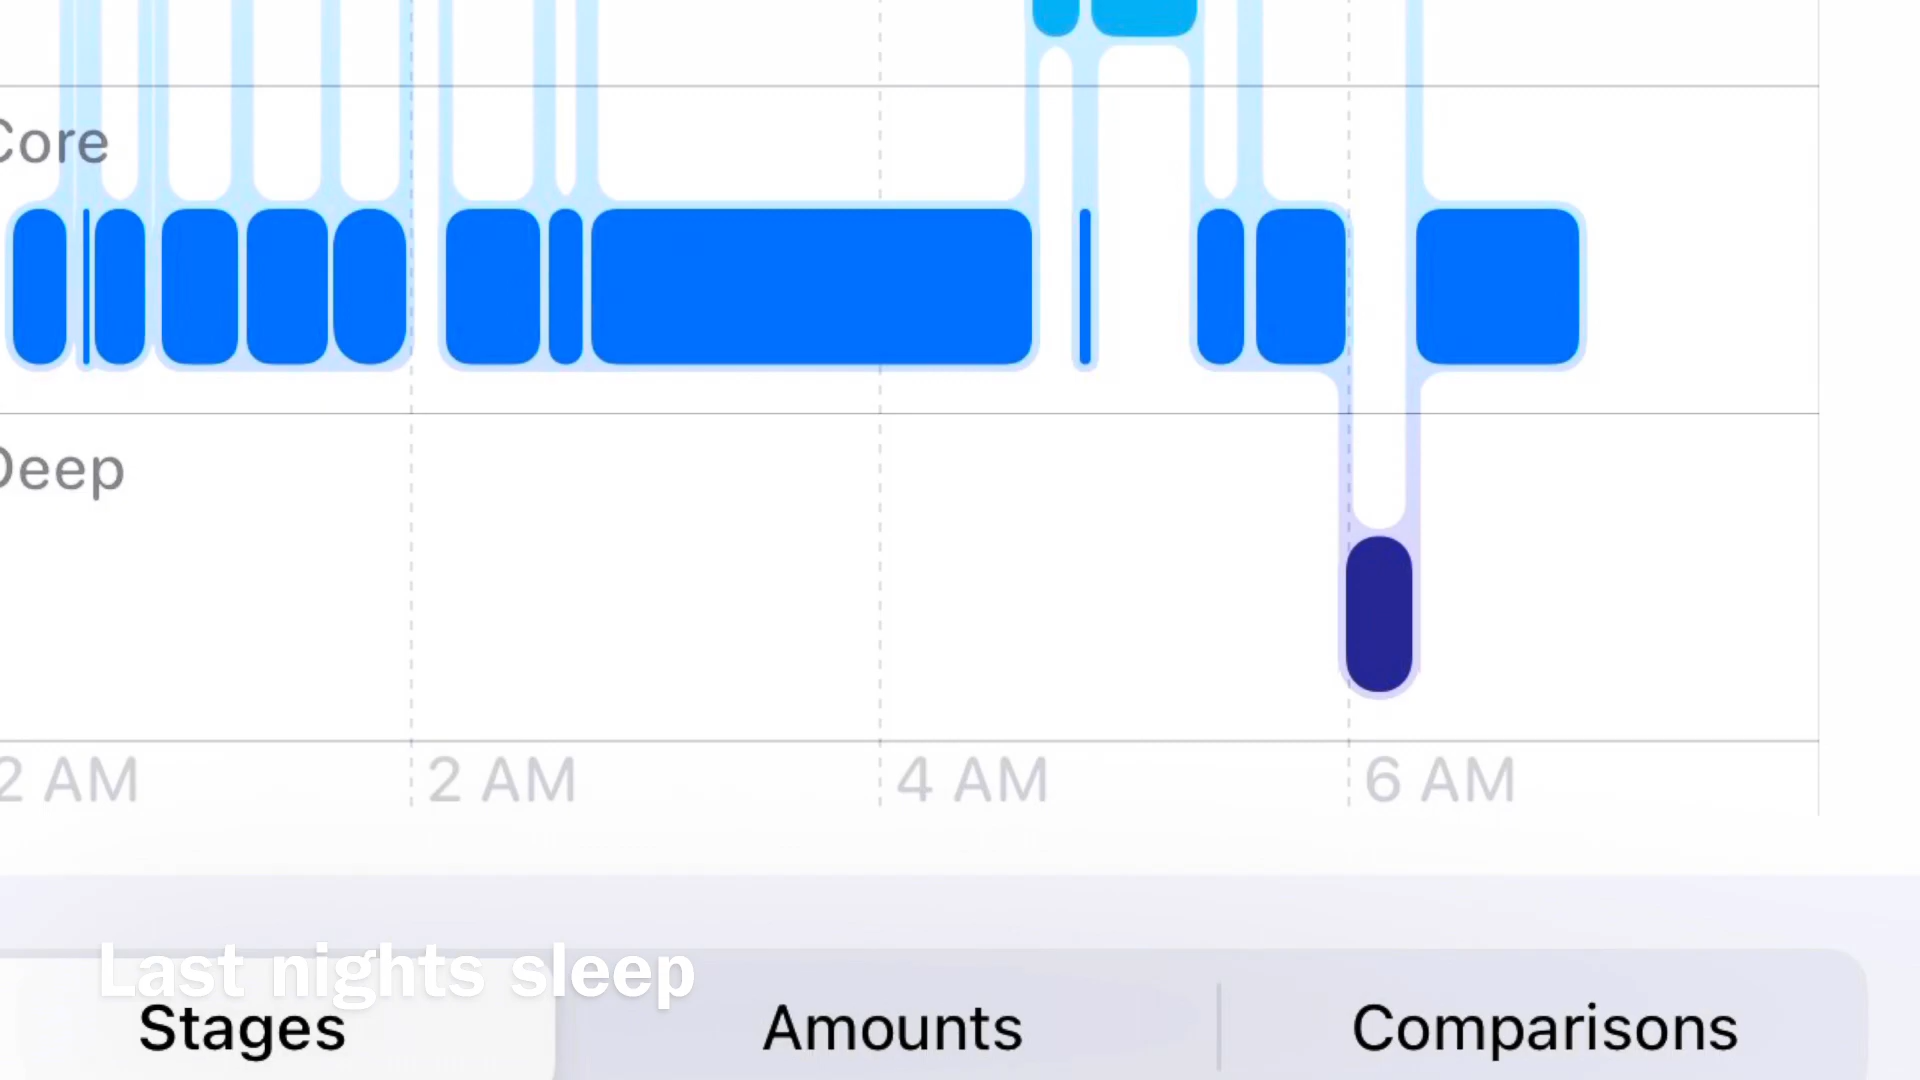 Core
Deep
2 AM 2 AM 4 AM 6 AM
Last nights sleep
Stages Amounts Comparisons